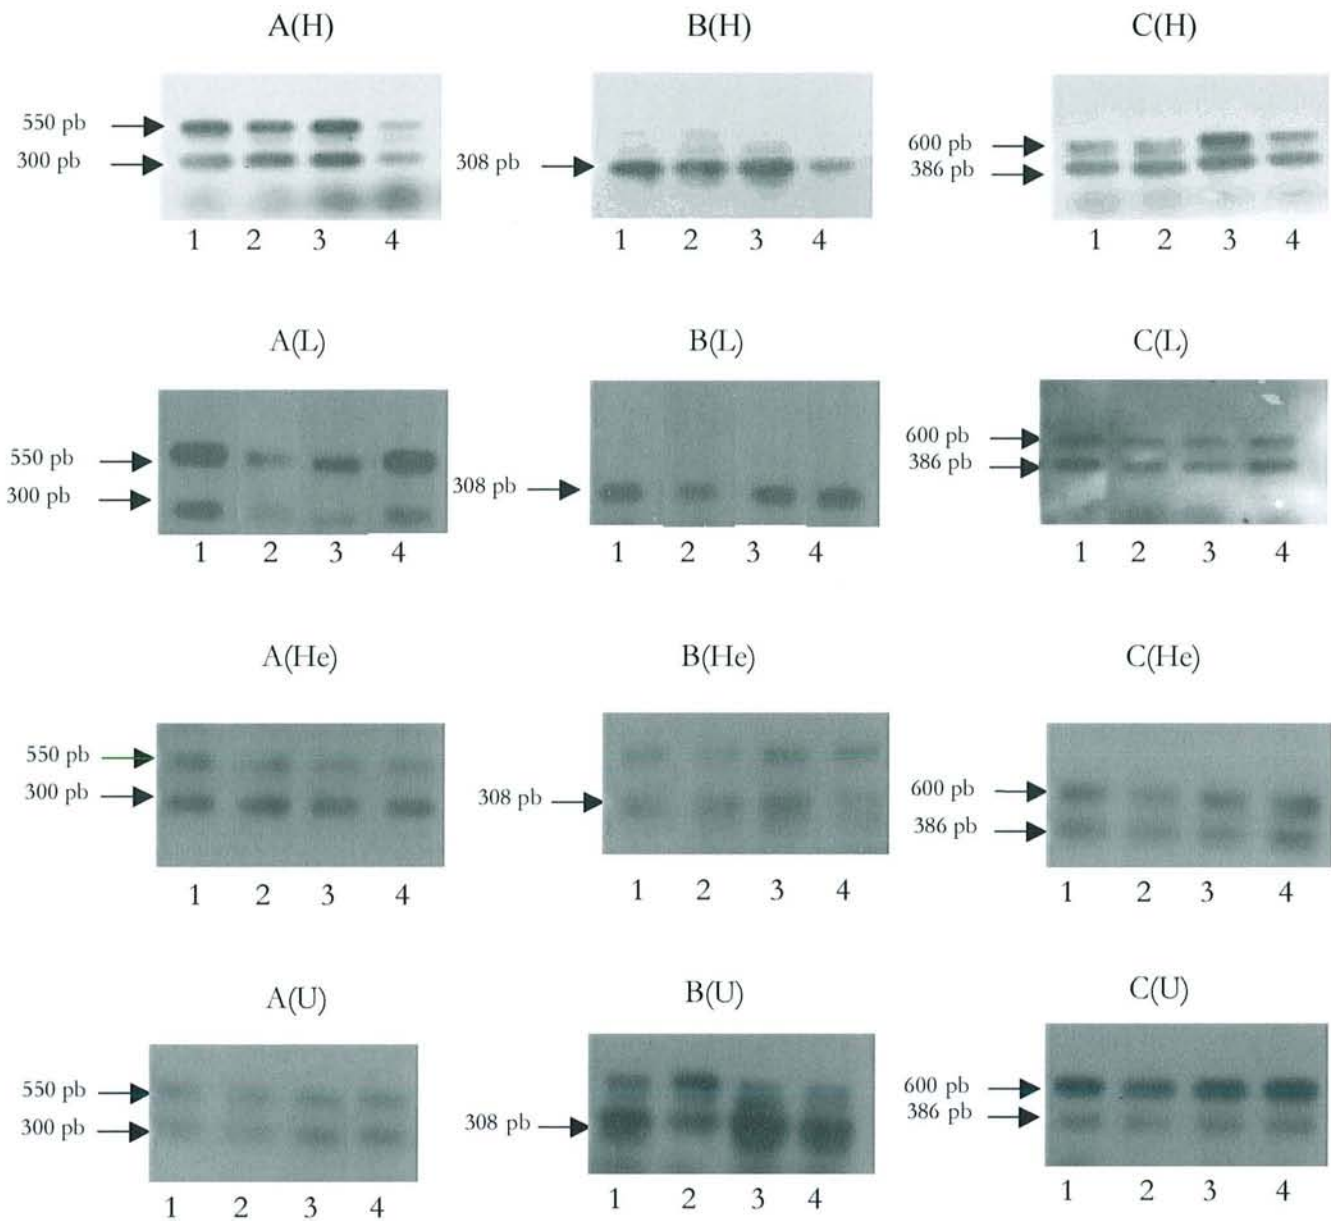 A(H) B(H) C(H)
550 pb
300 pb
308 pb
600 pb
386 pb
1 2 3 4 1 2 3 4 1 2 3 4
A(L) B(L) C(L)
550 pb
300 pb
308 pb
600 pb
386 pb
1 2 3 4 1 2 3 4 1 2 3 4
A(He) B(He) C(He)
550 pb
300 pb
308 pb
600 pb
386 pb
1 2 3 4 1 2 3 4 1 2 3 4
A(U) B(U) C(U)
550 pb
300 pb
308 pb
600 pb
386 pb
1 2 3 4 1 2 3 4 1 2 3 4